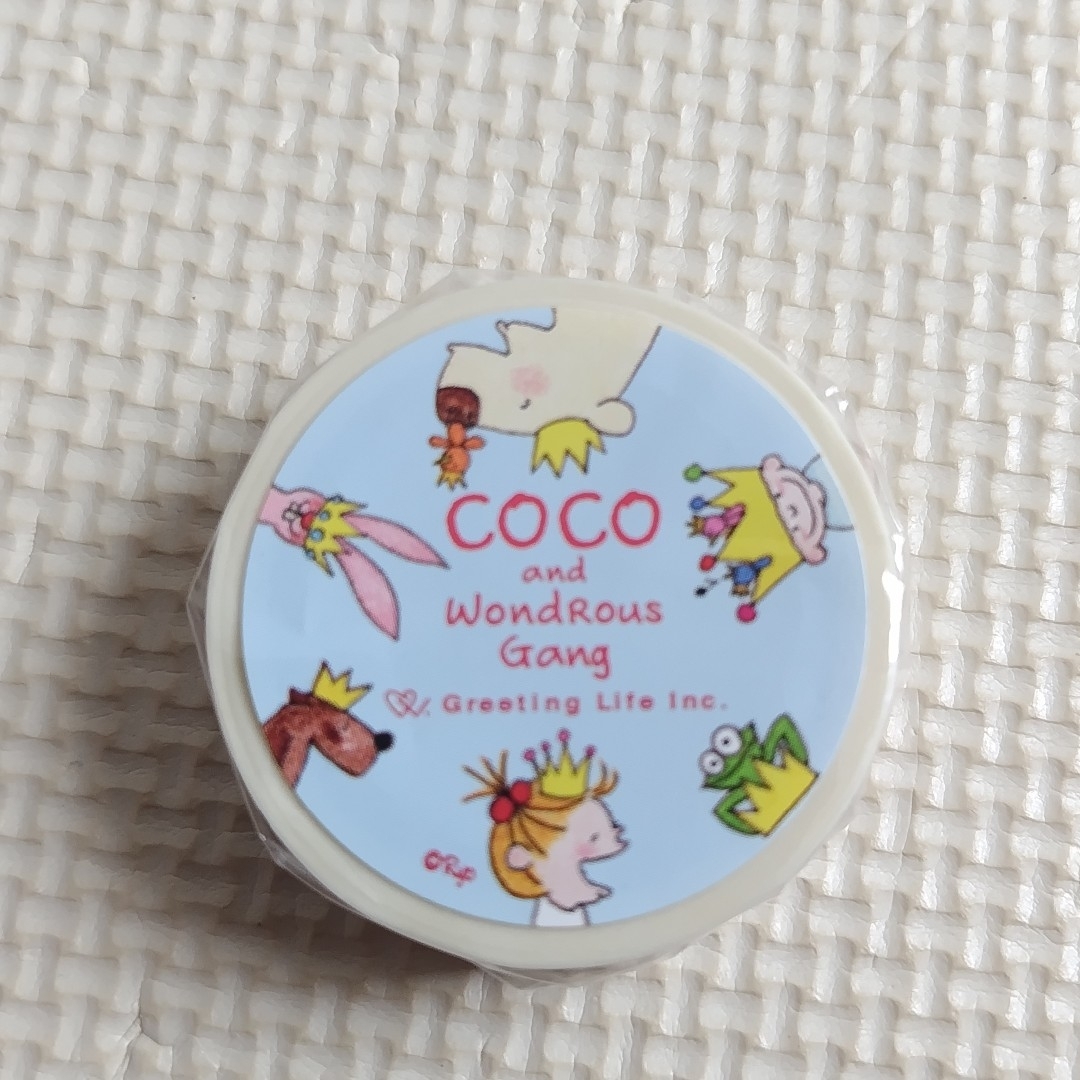 COCO
and
WondRous
Gang
Greeting Life Inc.